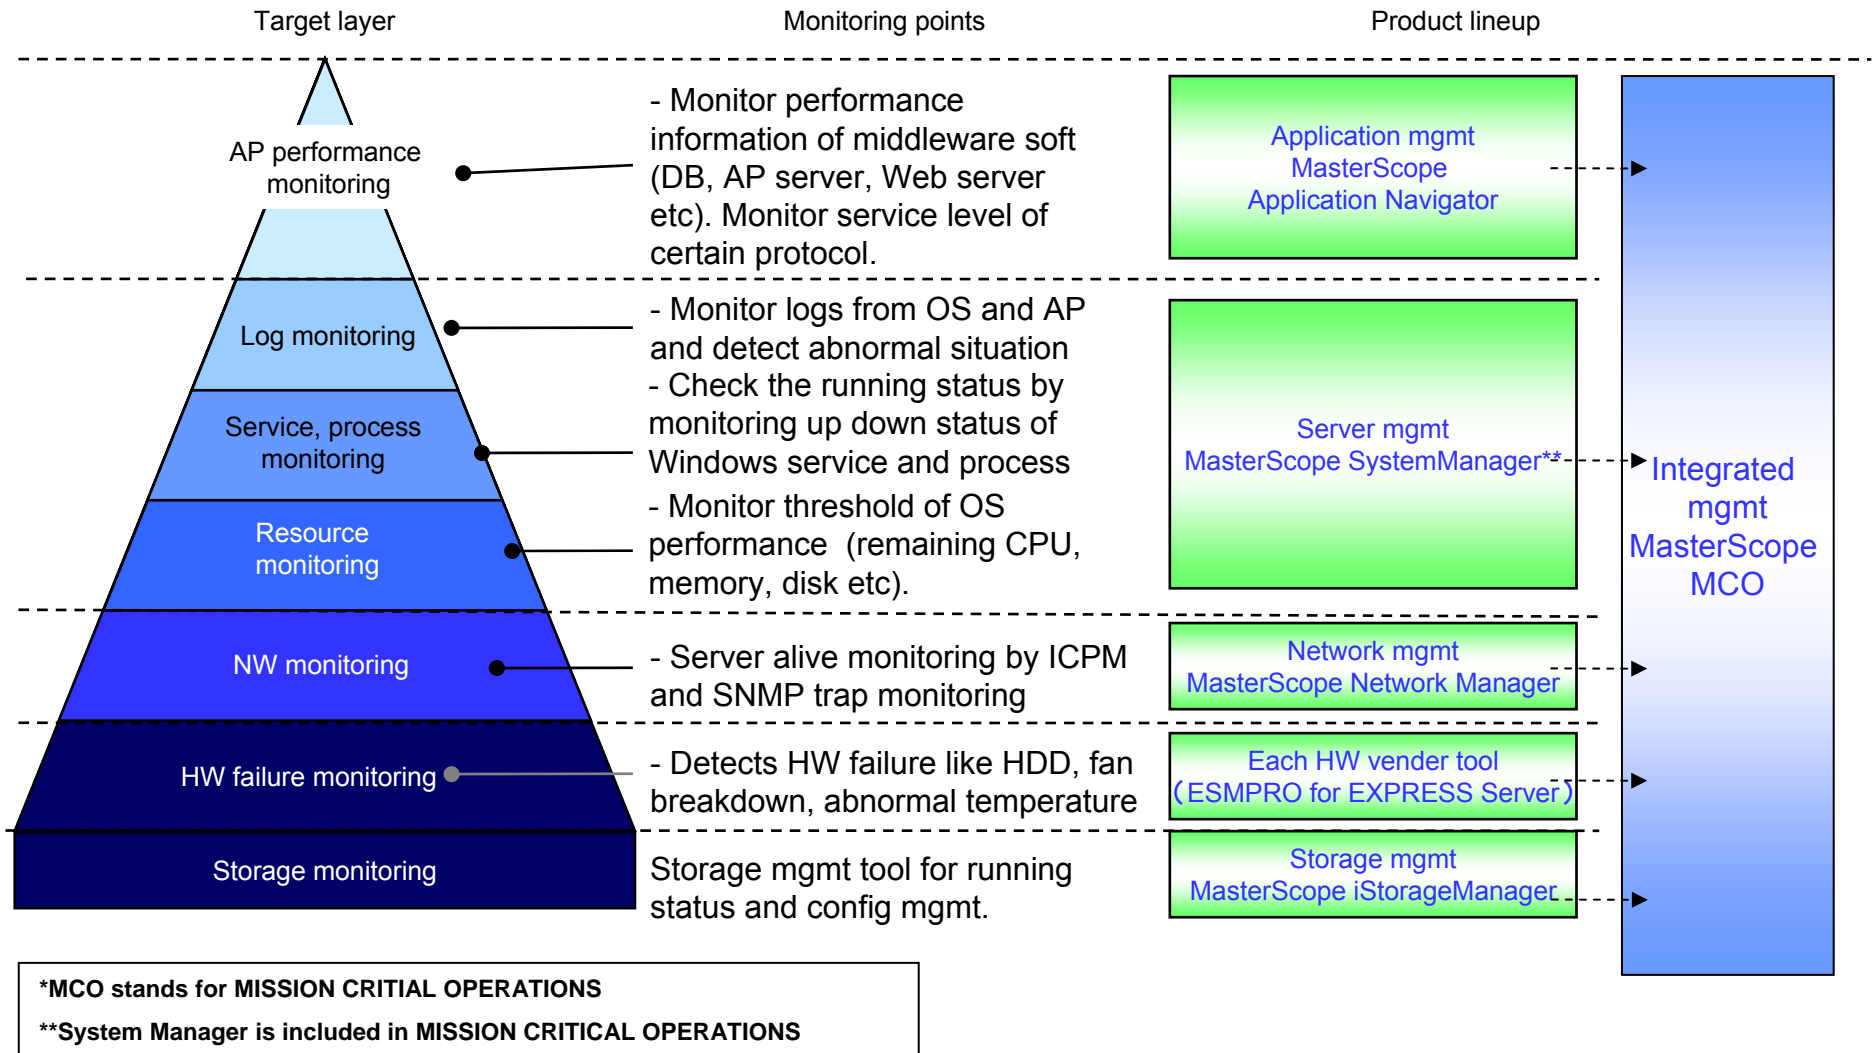 Target layer
Monitoring points
Product lineup
AP performance
monitoring
- Monitor performance
information of middleware soft
(DB, AP server, Web server
etc). Monitor service level of
certain protocol.
Application mgmt
MasterScope
Application Navigator
Log monitoring
- Monitor logs from OS and AP
and detect abnormal situation
Service, process
monitoring
- Check the running status by
monitoring up down status of
Windows service and process
Resource
monitoring
- Monitor threshold of OS
performance (remaining CPU,
memory, disk etc).
Server mgmt
MasterScope SystemManager**
NW monitoring
- Server alive monitoring by ICPM
and SNMP trap monitoring
Network mgmt
MasterScope Network Manager
HW failure monitoring
- Detects HW failure like HDD, fan
breakdown, abnormal temperature
Each HW vender tool
（ESMPRO for EXPRESS Server）
Storage monitoring
Storage mgmt tool for running
status and config mgmt.
Storage mgmt
MasterScope iStorageManager
Integrated
mgmt
MasterScope
MCO
*MCO stands for MISSION CRITIAL OPERATIONS
**System Manager is included in MISSION CRITICAL OPERATIONS